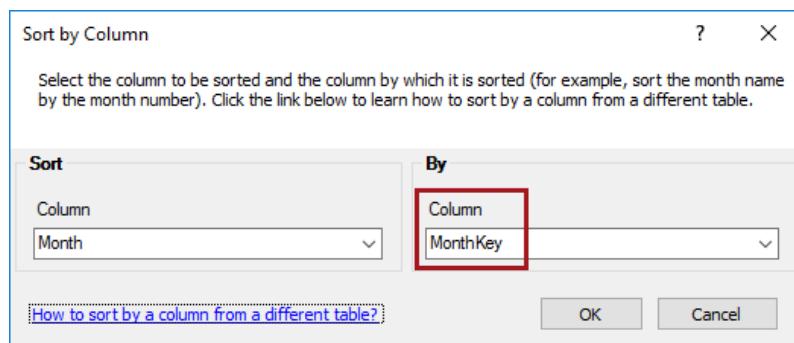 Sort by Column ? ×
Select the column to be sorted and the column by which it is sorted (for example, sort the month name
by the month number). Click the link below to learn how to sort by a column from a different table.
Sort By
Column Column
Month MonthKey
How to sort by a column from a different table? OK Cancel